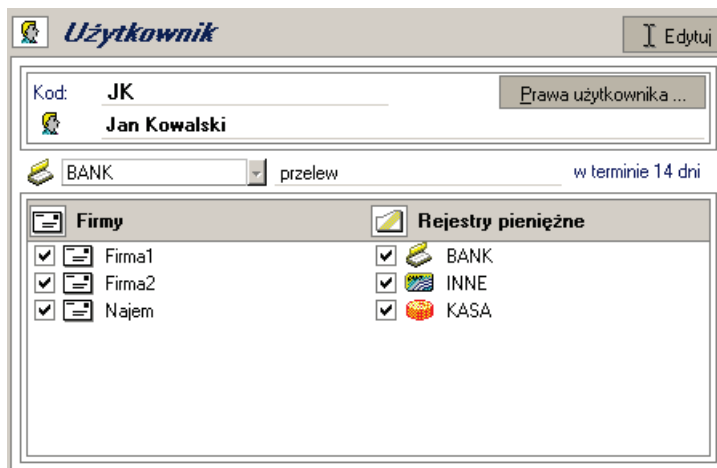 Użytkownik
Edytuj
Kod: JK
Prawa użytkownika ...
Jan Kowalski
BANK przelew w terminie 14 dni
Firmy Rejestry pieniężne
Firma1 BANK
Firma2 INNE
Najem KASA